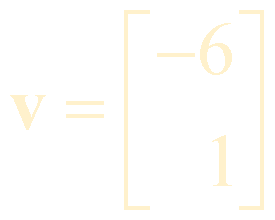 v = [ −6
1 ]